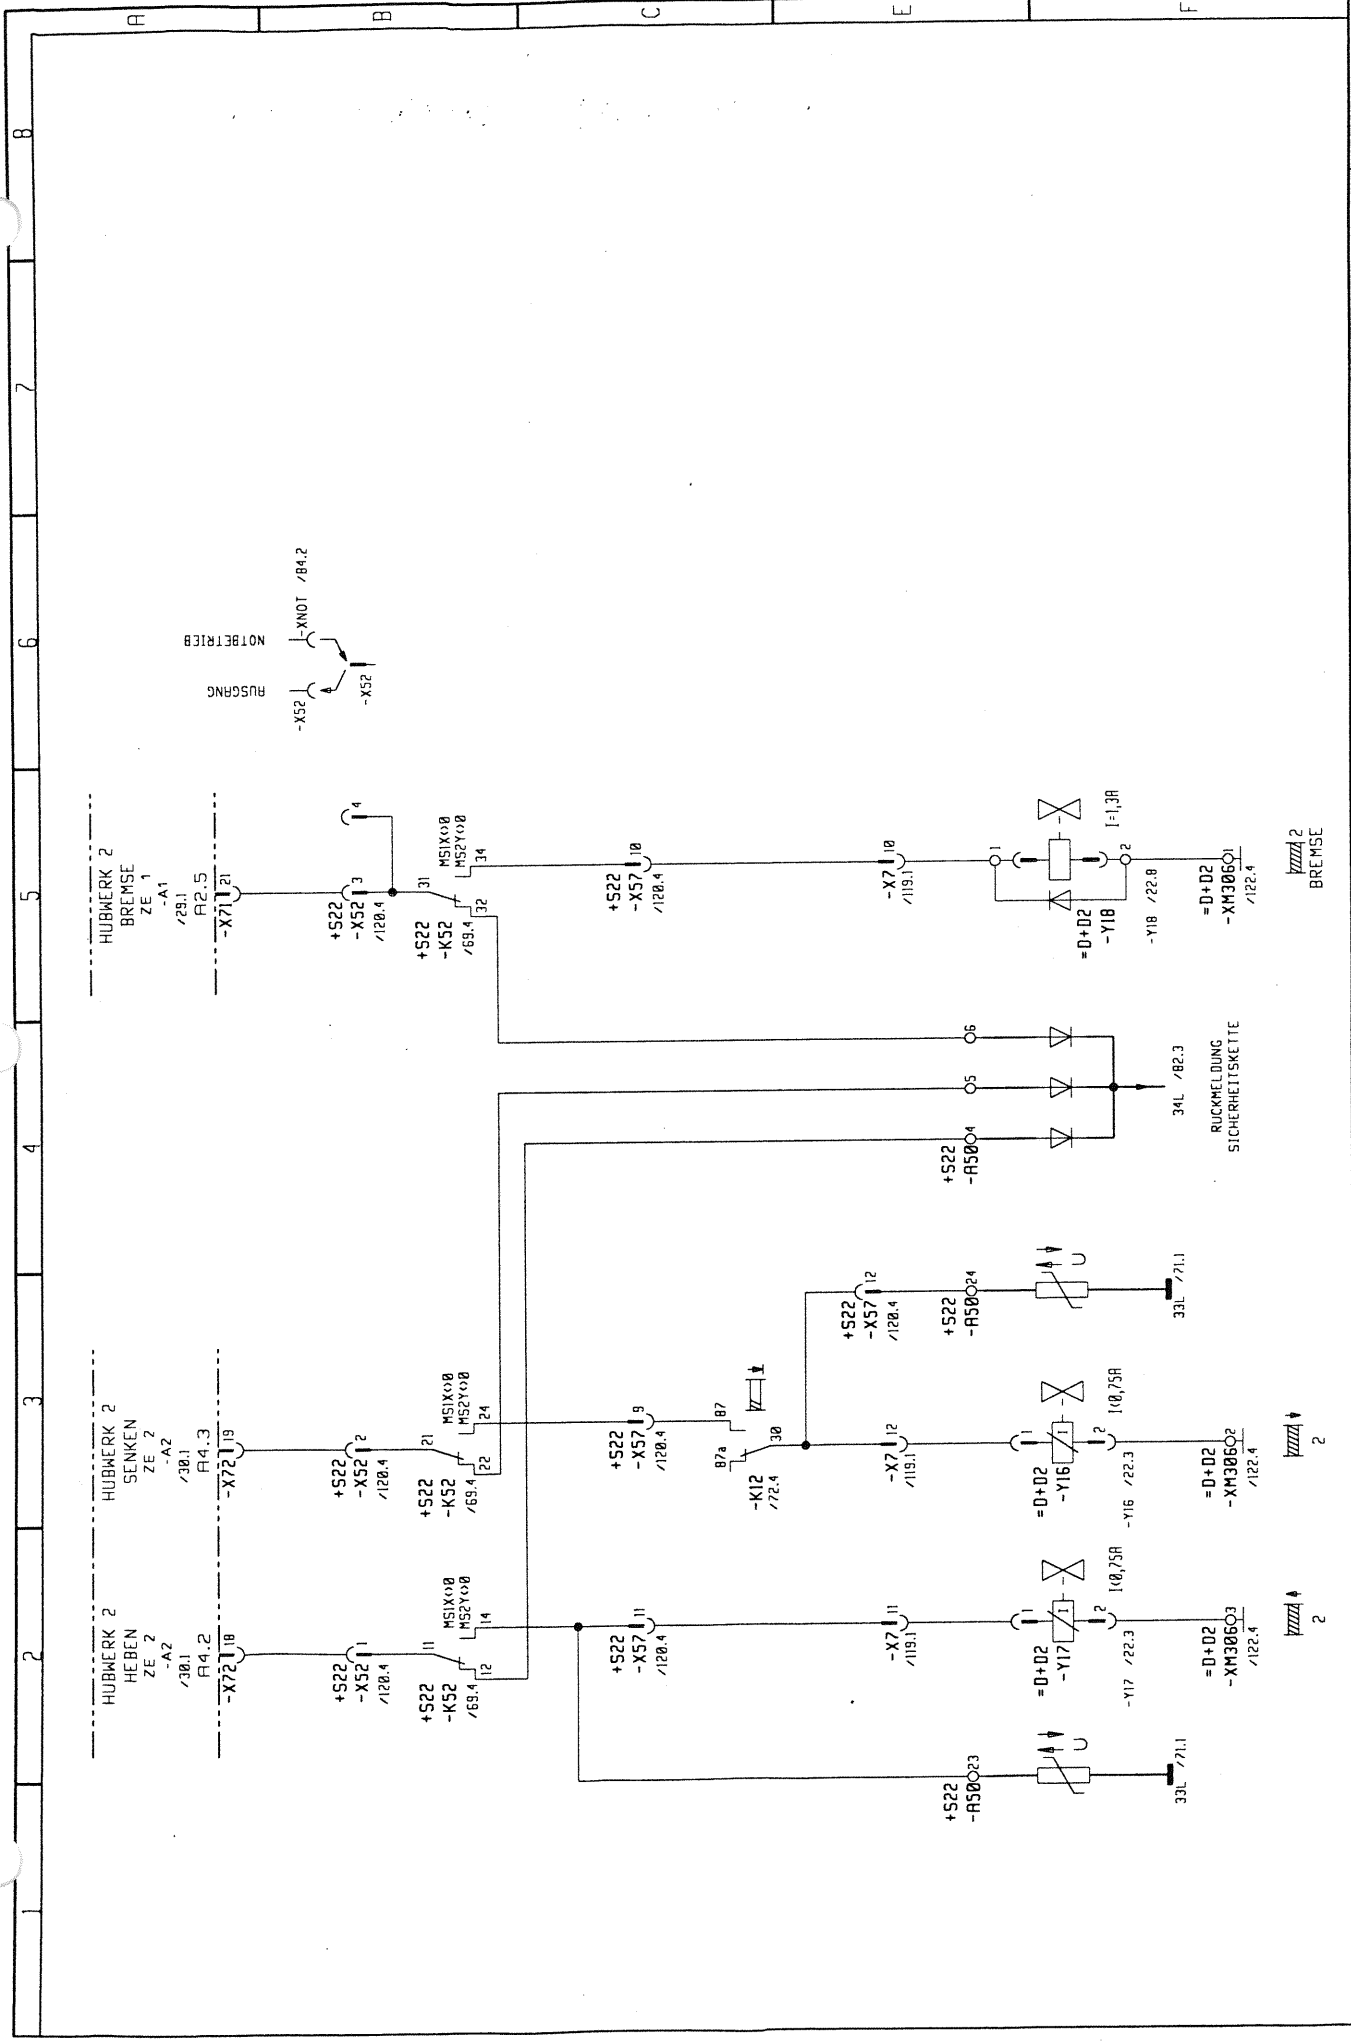 1
2
3
4
5
6
7
8
A
B
C
E
F
HUBWERK 2
HEBEN
ZE 2
-A2
/30.1
A4.2
-X72
18
HUBWERK 2
SENKEN
ZE 2
-A2
/30.1
A4.3
-X72
19
HUBWERK 2
BREMSE
ZE 1
-A1
/29.1
A2.5
-X71
21
AUSGANG
NOTBETRIEB
-X52
-XNOT /84.2
-X52
+S22
-X52
/120.4
1
+S22
-X52
/120.4
2
+S22
-X52
/120.4
3
4
+S22
-K52
/69.4
11
12
14
MS1X<>0
MS2Y<>0
+S22
-K52
/69.4
21
22
24
MS1X<>0
MS2Y<>0
+S22
-K52
/69.4
31
32
34
MS1X<>0
MS2Y<>0
+S22
-X57
/120.4
11
+S22
-X57
/120.4
9
+S22
-X57
/120.4
10
-K12
/72.4
87a
87
30
-X7
/119.1
11
-X7
/119.1
12
+S22
-X57
/120.4
12
-X7
/119.1
10
+S22
-A50
23
+S22
-A50
24
+S22
-A50
4
5
6
U
33L /71.1
=D+D2
-Y17
1
I
2
I<0,75A
-Y17 /22.3
=D+D2
-Y16
1
I
2
I<0,75A
-Y16 /22.3
U
33L /71.1
34L /82.3
RUCKMELDUNG
SICHERHEITSKETTE
=D+D2
-Y18
1
2
I=1,3A
-Y18 /22.8
=D+D2
-XM306
3
/122.4
=D+D2
-XM306
2
/122.4
=D+D2
-XM306
1
/122.4
2
2
2
BREMSE